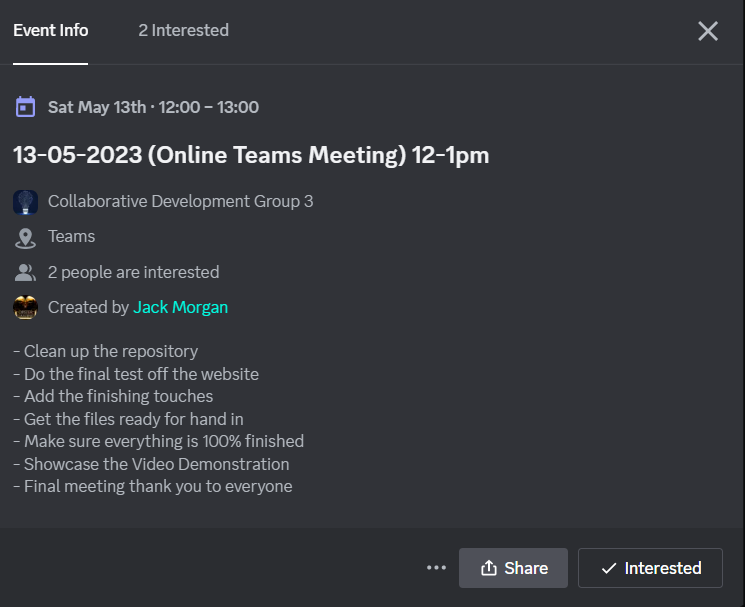 Event Info
2 Interested
Sat May 13th · 12:00 – 13:00
13-05-2023 (Online Teams Meeting) 12-1pm
Collaborative Development Group 3
Teams
2 people are interested
Created by Jack Morgan
- Clean up the repository
- Do the final test off the website
- Add the finishing touches
- Get the files ready for hand in
- Make sure everything is 100% finished
- Showcase the Video Demonstration
- Final meeting thank you to everyone
Share
Interested